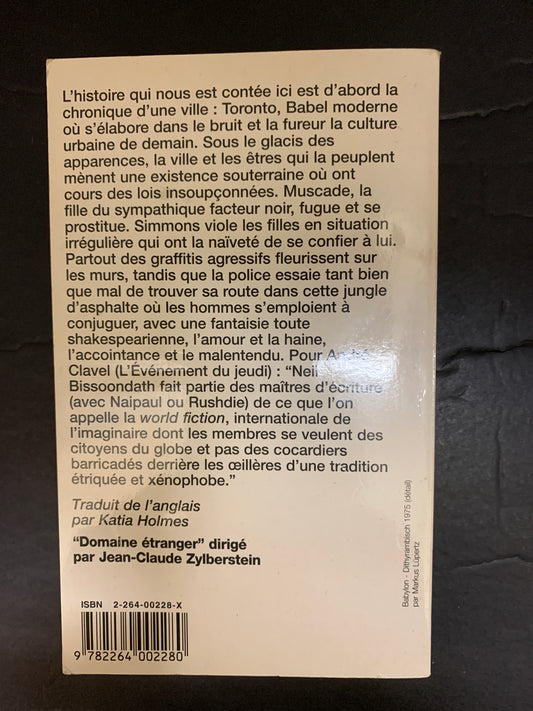 L'histoire qui nous est contée ici est d'abord la
chronique d'une ville : Toronto, Babel moderne
où s'élabore dans le bruit et la fureur la culture
urbaine de demain. Sous le glacis des
apparences, la ville et les êtres qui la peuplent
mènent une existence souterraine où ont
cours des lois insoupçonnées. Muscade, la
fille du sympathique facteur noir, fugue et se
prostitue. Simmons viole les filles en situation
irrégulière qui ont la naïveté de se confier à lui.
Partout des graffitis agressifs fleurissent sur
les murs, tandis que la police essaie tant bien
que mal de trouver sa route dans cette jungle
d'asphalte où les hommes s'emploient à
conjuguer, avec une fantaisie toute
shakespearienne, l'amour et la haine,
l'accointance et le malentendu. Pour André
Clavel (L'Événement du jeudi) : “Neil
Bissoondath fait partie des maîtres d'écriture
(avec Naipaul ou Rushdie) de ce que l'on
appelle la world fiction, internationale de
l'imaginaire dont les membres se veulent des
citoyens du globe et pas des cocardiers
barricadés derrière les œillères d'une tradition
étriquée et xénophobe.”
Traduit de l'anglais
par Katia Holmes
“Domaine étranger” dirigé
par Jean-Claude Zylberstein
Babylon - Dithyrambisch 1975 (détail)
par Markus Lüpertz
ISBN 2-264-00228-X
9 782264 002280